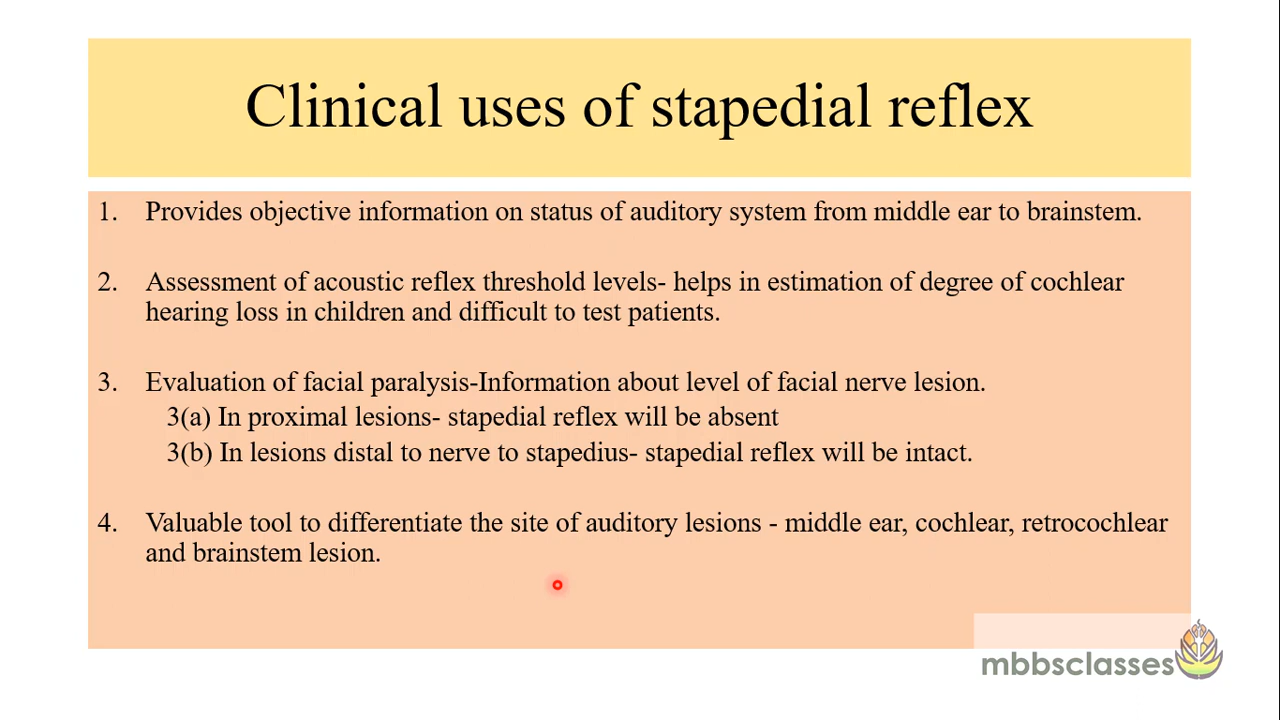 Clinical uses of stapedial reflex
1. Provides objective information on status of auditory system from middle ear to brainstem.
2. Assessment of acoustic reflex threshold levels- helps in estimation of degree of cochlear
hearing loss in children and difficult to test patients.
3. Evaluation of facial paralysis-Information about level of facial nerve lesion.
3(a) In proximal lesions- stapedial reflex will be absent
3(b) In lesions distal to nerve to stapedius- stapedial reflex will be intact.
4. Valuable tool to differentiate the site of auditory lesions - middle ear, cochlear, retrocochlear
and brainstem lesion.
mbbsclasses